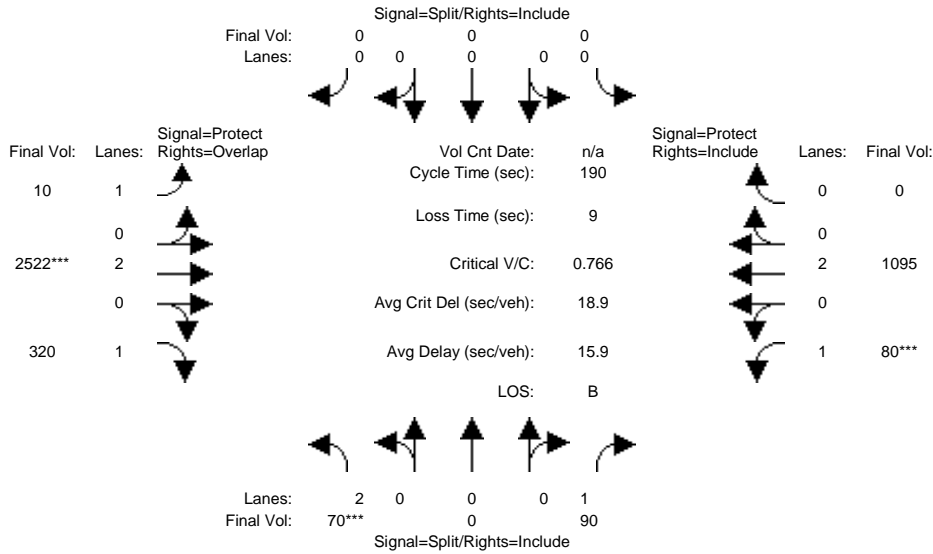 Signal=Split/Rights=Include
Final Vol: 0 0 0
Lanes: 0 0 0 0 0
Signal=Protect
Final Vol: Lanes: Rights=Overlap
Vol Cnt Date: n/a
Signal=Protect
Rights=Include Lanes: Final Vol:
Cycle Time (sec): 190
10 1
0 0
Loss Time (sec): 9
0
0
2522*** 2
Critical V/C: 0.766
2 1095
0
Avg Crit Del (sec/veh): 18.9
0
320 1
Avg Delay (sec/veh): 15.9
1 80***
LOS: B
Lanes: 2 0 0 0 1
Final Vol: 70*** 0 90
Signal=Split/Rights=Include